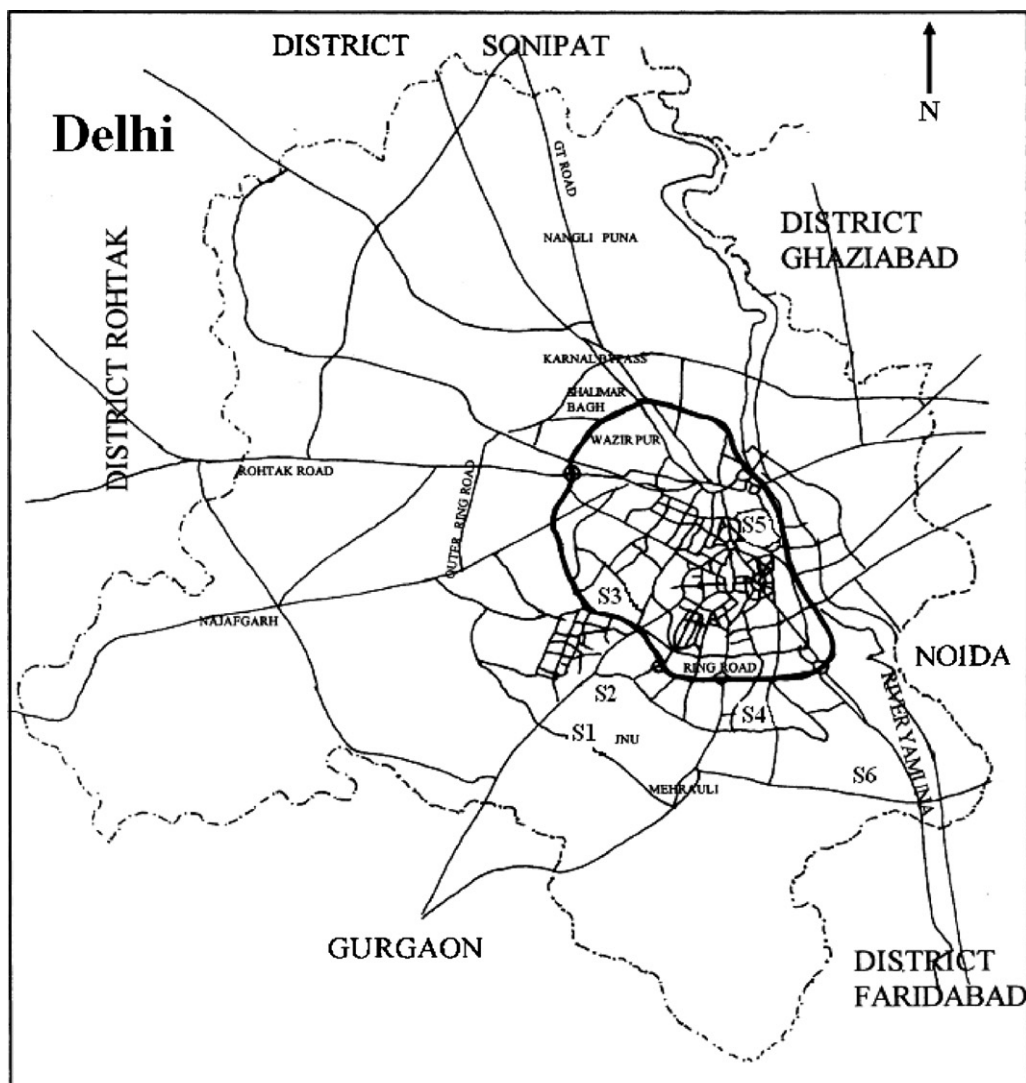 DISTRICT SONIPAT
N
Delhi
GT ROAD
DISTRICT
GHAZIABAD
NANGLI PUNA
DISTRICT ROHTAK
KARNAL BYPASS
SHALIMAR
BAGH
WAZIR PUR
ROHTAK ROAD
OUTER RING ROAD
S5
S3
NAJAFGARH
NOIDA
RING ROAD
RIVER YAMUNA
S2
S4
S1
JNU
S6
MEHRAULI
GURGAON
DISTRICT
FARIDABAD